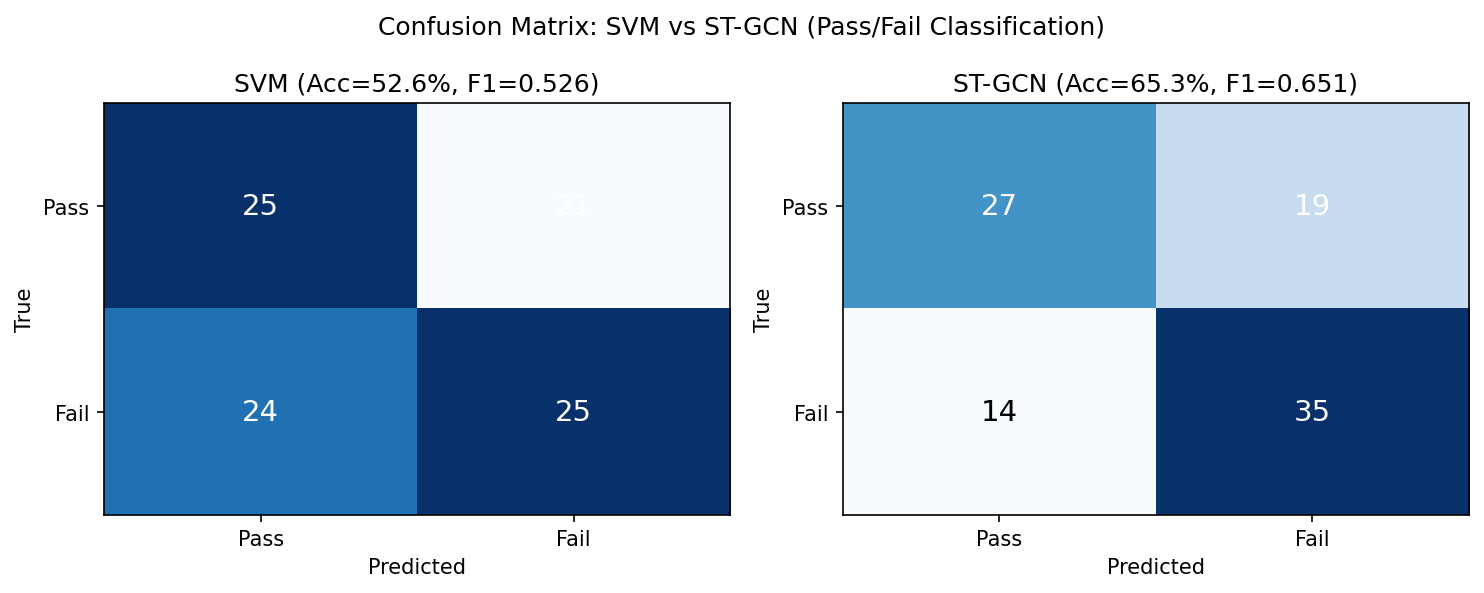 Confusion Matrix: SVM vs ST-GCN (Pass/Fail Classification)
SVM (Acc=52.6%, F1=0.526)
True
Pass
25
21
Fail
24
25
Pass
Fail
Predicted
ST-GCN (Acc=65.3%, F1=0.651)
True
Pass
27
19
Fail
14
35
Pass
Fail
Predicted